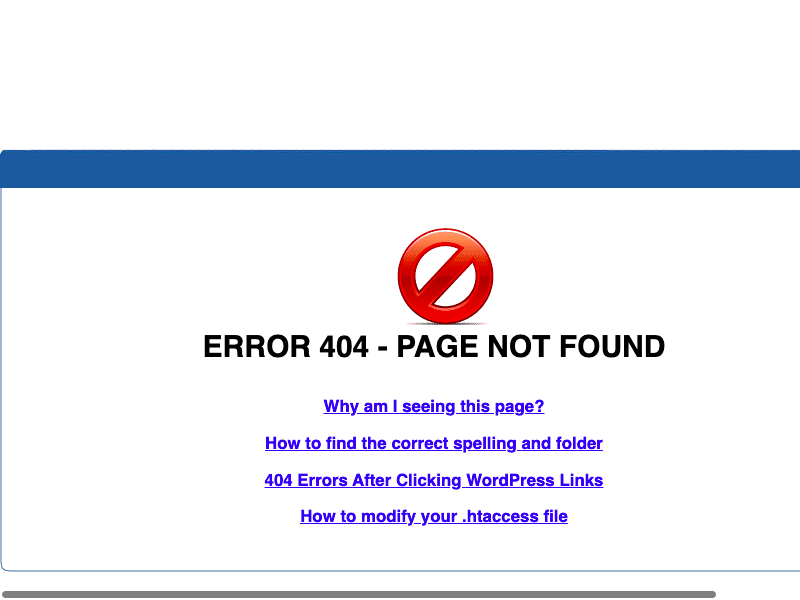 ERROR 404 - PAGE NOT FOUND
Why am I seeing this page?
How to find the correct spelling and folder
404 Errors After Clicking WordPress Links
How to modify your .htaccess file